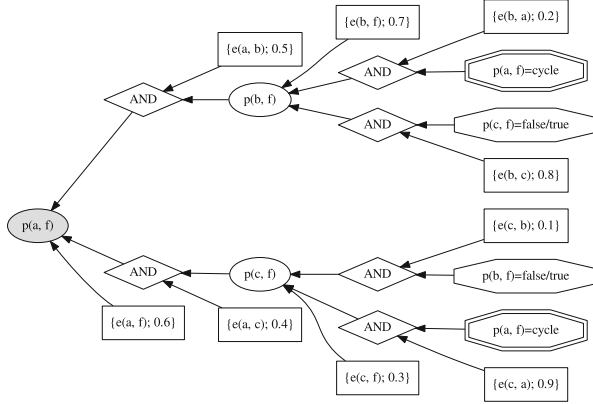 {e(b, a); 0.2}
{e(b, f); 0.7}
{e(a, b); 0.5}
AND
p(a, f)=cycle
AND
p(b, f)
AND
p(c, f)=false/true
{e(b, c); 0.8}
p(a, f)
{e(c, b); 0.1}
AND
p(c, f)
AND
p(b, f)=false/true
{e(a, f); 0.6}
{e(a, c); 0.4}
AND
p(a, f)=cycle
{e(c, f); 0.3}
{e(c, a); 0.9}